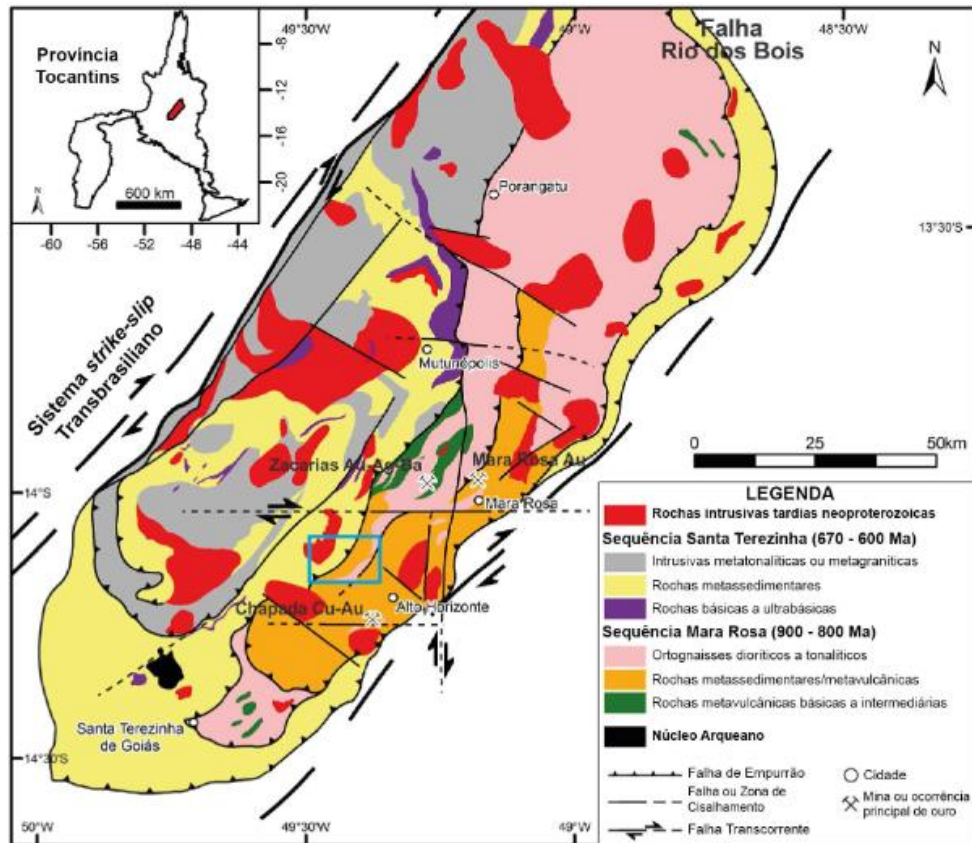 49°30'W
49°W
48°30'W
Província
Tocantins
N
600 km
-8
-12
-16
-20
-60
-56
-52
-48
-44
Falha
Rio dos Bois
N
Porangatu
13°30'S
Sistema strike-slip
Transbrasiliano
Mutunópolis
0
25
50km
Zacarias Au-Ag-Ba
Mara Rosa Au
14°S
Mara Rosa
Chapada Cu-Au
Alto Horizonte
Santa Terezinha
de Goiás
14°30'S
50°W
49°30'W
49°W
LEGENDA
Rochas intrusivas tardias neoproterozoicas
Sequência Santa Terezinha (670 - 600 Ma)
Intrusivas metatonalíticas ou metagraníticas
Rochas metassedimentares
Rochas básicas a ultrabásicas
Sequência Mara Rosa (900 - 800 Ma)
Ortognaisses dioríticos a tonalíticos
Rochas metassedimentares/metavulcânicas
Rochas metavulcânicas básicas a intermediárias
Núcleo Arqueano
Falha de Empurrão
Falha ou Zona de
Cisalhamento
Falha Transcorrente
Cidade
Mina ou ocorrência
principal de ouro